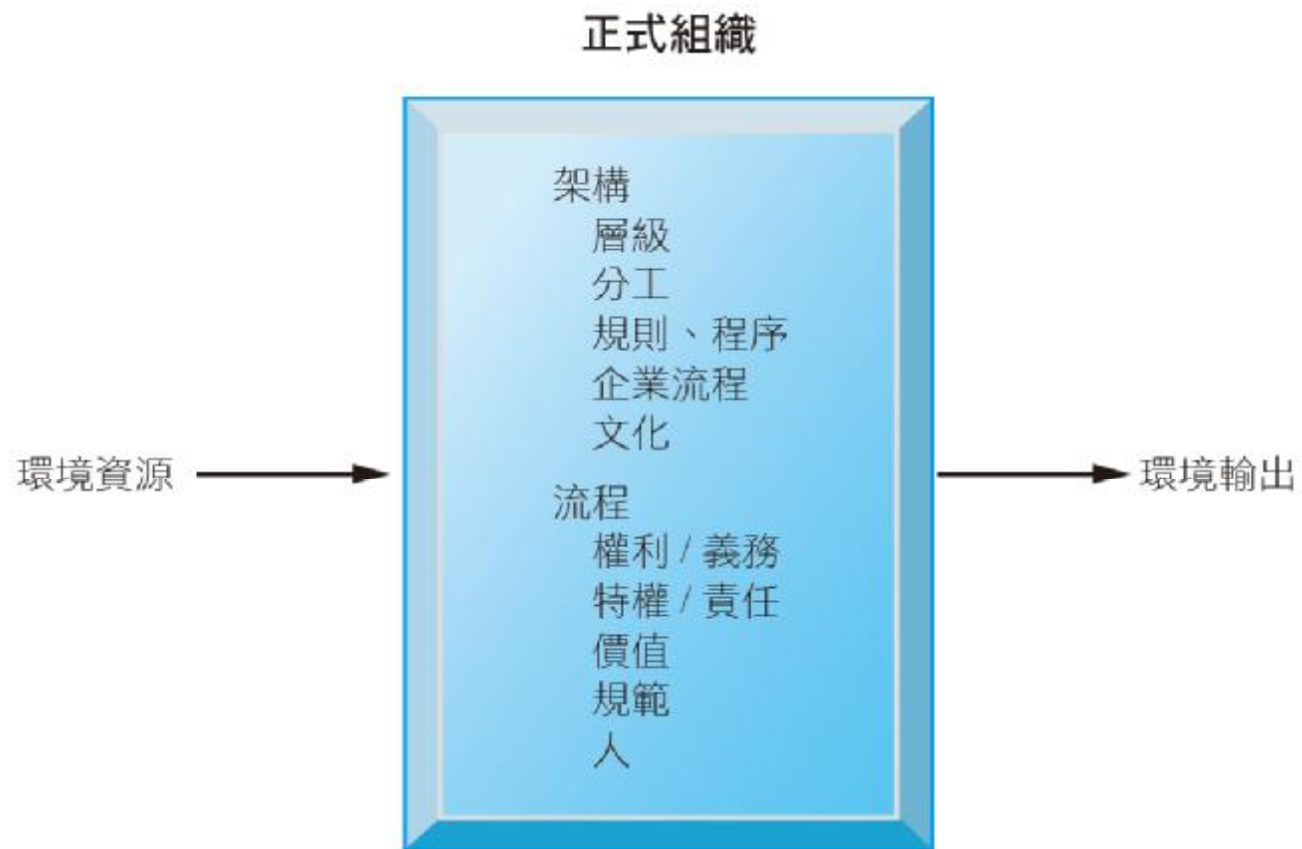 正式組織
架構
層級
分工
規則、程序
企業流程
文化
環境資源
環境輸出
流程
權利 / 義務
特權 / 責任
價值
規範
人